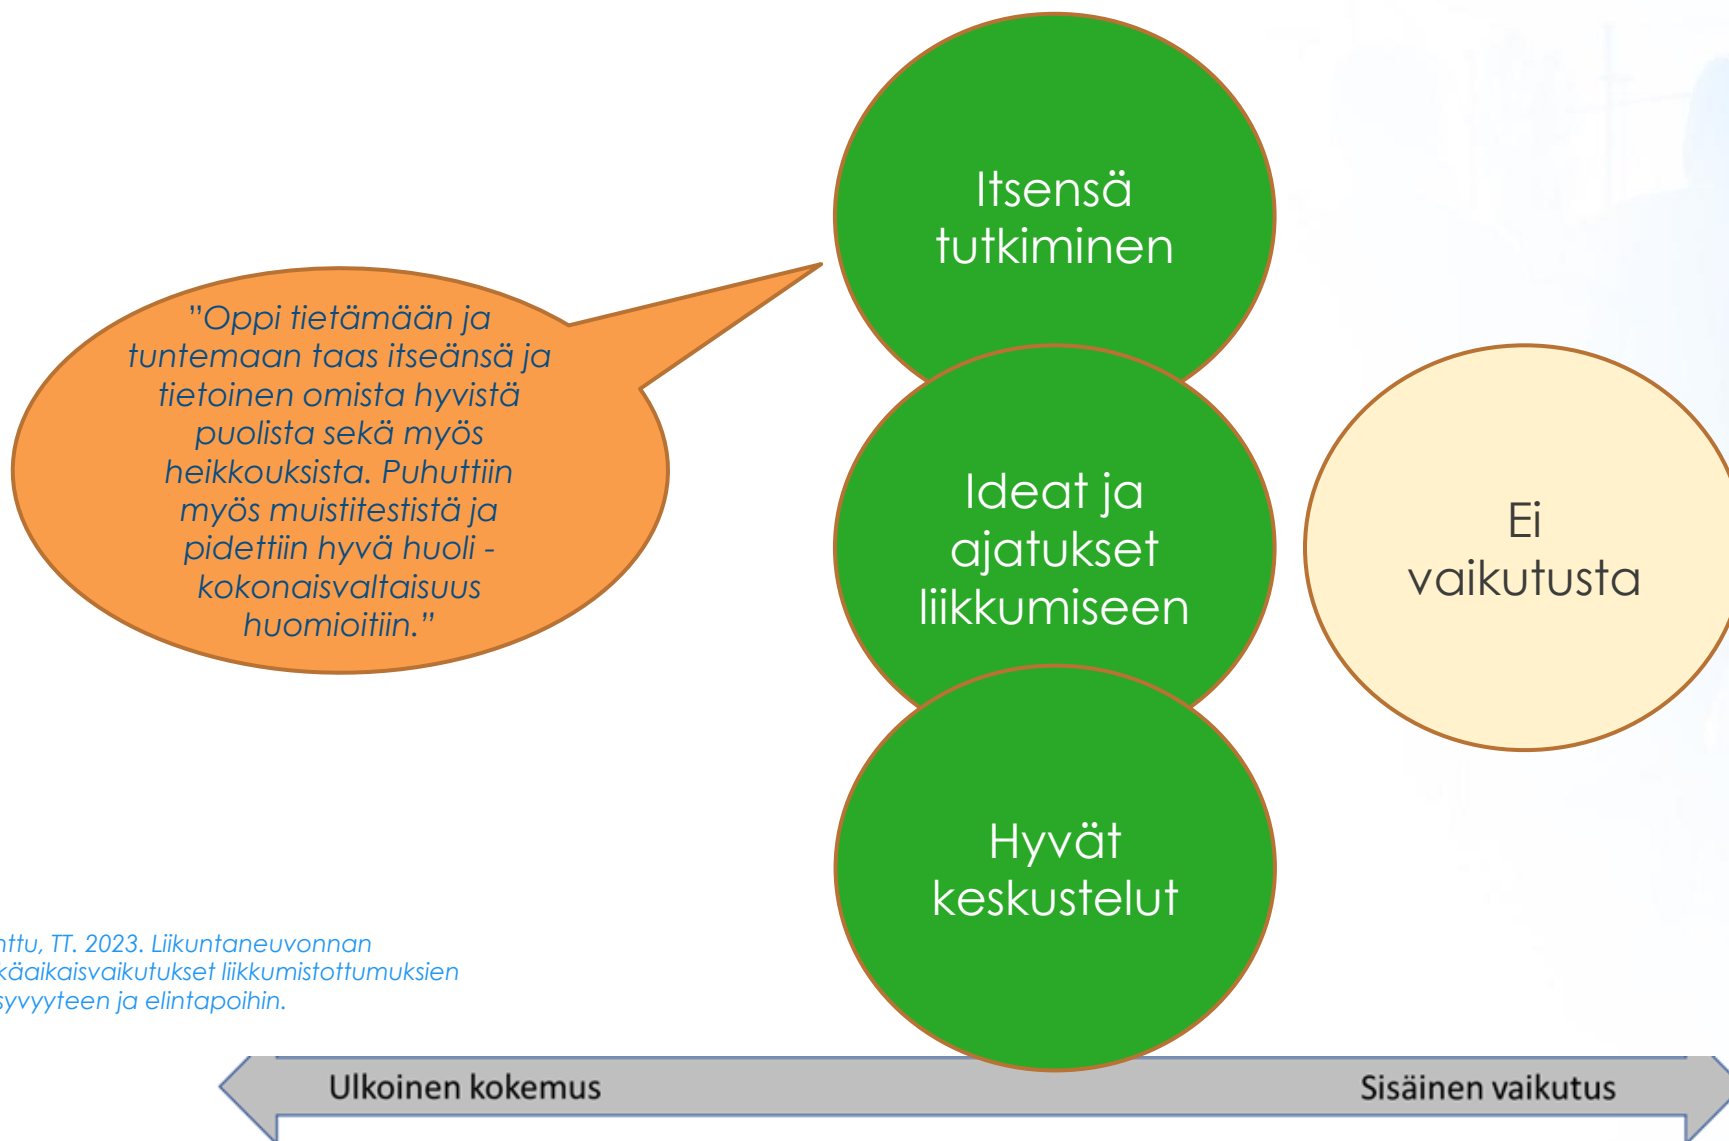 Itsensä
tutkiminen
”Oppi tietämään ja
tuntemaan taas itseänsä ja
tietoinen omista hyvistä
puolista sekä myös
heikkouksista. Puhuttiin
myös muistitestistä ja
pidettiin hyvä huoli -
kokonaisvaltaisuus
huomioitiin.”
Ideat ja
ajatukset
liikkumiseen
Ei
vaikutusta
Hyvät
keskustelut
TT. 2023. Liikuntaneuvonnan
liikkumistottumuksien
ja elintapoihin.
Ulkoinen kokemus
Sisäinen vaikutus